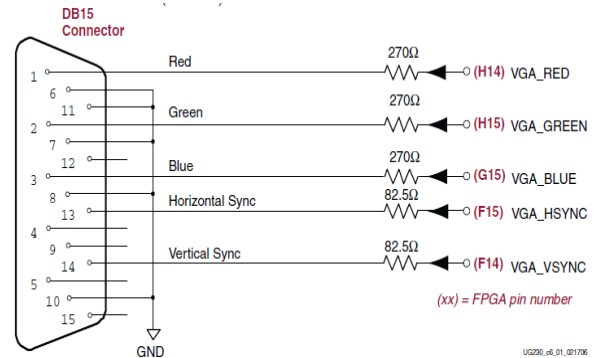 DB15
Connector
Red
270Ω
1
(H14) VGA_RED
6
11
Green
270Ω
2
(H15) VGA_GREEN
7
12
Blue
270Ω
3
(G15) VGA_BLUE
8
Horizontal Sync
82.5Ω
13
(F15) VGA_HSYNC
4
9
Vertical Sync
82.5Ω
14
(F14) VGA_VSYNC
5
10
(xx) = FPGA pin number
15
GND
UG230_c6_01_021706